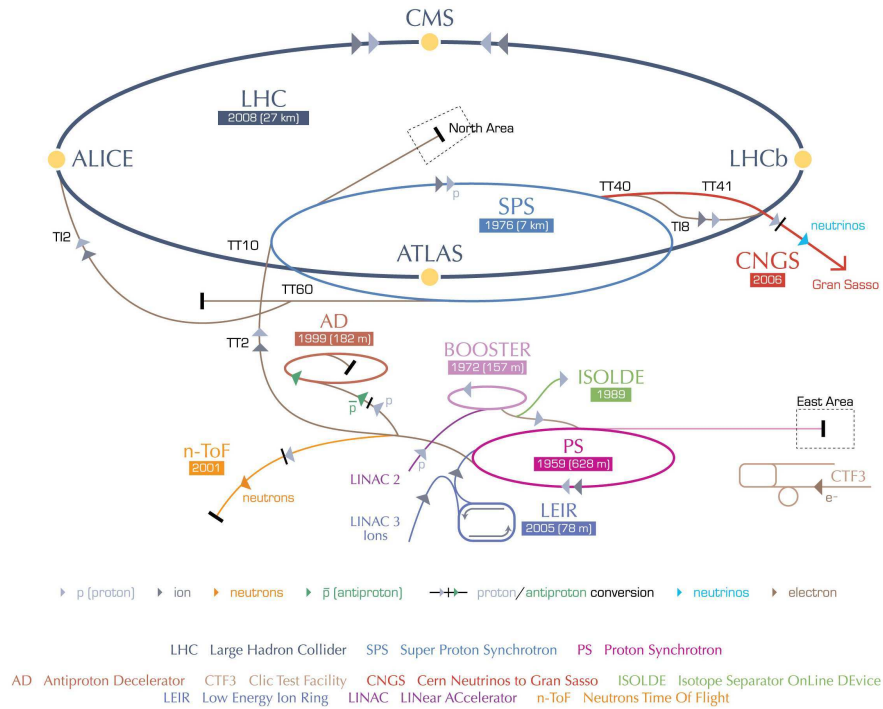 CMS
LHC
2008 (27 km)
North Area
ALICE
LHCb
TT40
TT41
p
SPS
1976 (7 km)
TI8
neutrinos
TI2
TT10
ATLAS
CNGS
2006
Gran Sasso
TT60
AD
1999 (182 m)
TT2
BOOSTER
1972 (157 m)
ISOLDE
1989
East Area
p̅
p
n-ToF
2001
PS
1959 (628 m)
p
LINAC 2
CTF3
neutrons
e-
LEIR
2005 (78 m)
LINAC 3
Ions
p (proton) ion neutrons p̅ (antiproton) proton/antiproton conversion neutrinos electron
LHC Large Hadron Collider SPS Super Proton Synchrotron PS Proton Synchrotron
AD Antiproton Decelerator CTF3 Clic Test Facility CNGS Cern Neutrinos to Gran Sasso ISOLDE Isotope Separator OnLine DEvice
LEIR Low Energy Ion Ring LINAC LINear ACcelerator n-ToF Neutrons Time Of Flight